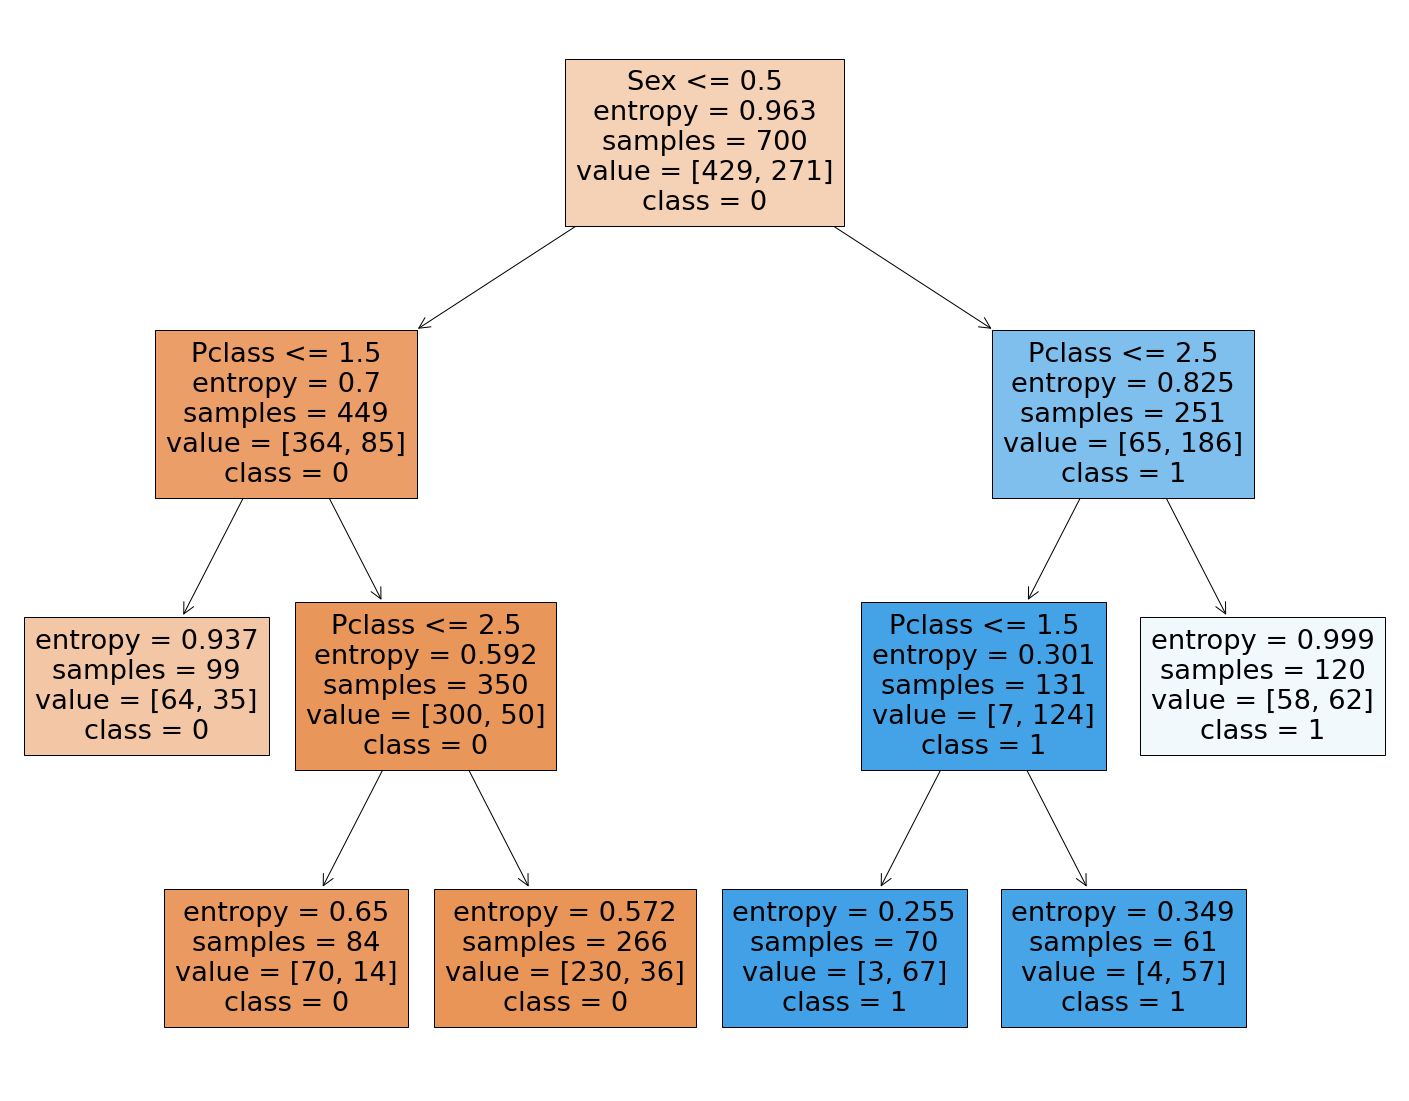 Sex <= 0.5
entropy = 0.963
samples = 700
value = [429, 271]
class = 0
Pclass <= 1.5
entropy = 0.7
samples = 449
value = [364, 85]
class = 0
Pclass <= 2.5
entropy = 0.825
samples = 251
value = [65, 186]
class = 1
entropy = 0.937
samples = 99
value = [64, 35]
class = 0
Pclass <= 2.5
entropy = 0.592
samples = 350
value = [300, 50]
class = 0
Pclass <= 1.5
entropy = 0.301
samples = 131
value = [7, 124]
class = 1
entropy = 0.999
samples = 120
value = [58, 62]
class = 1
entropy = 0.65
samples = 84
value = [70, 14]
class = 0
entropy = 0.572
samples = 266
value = [230, 36]
class = 0
entropy = 0.255
samples = 70
value = [3, 67]
class = 1
entropy = 0.349
samples = 61
value = [4, 57]
class = 1